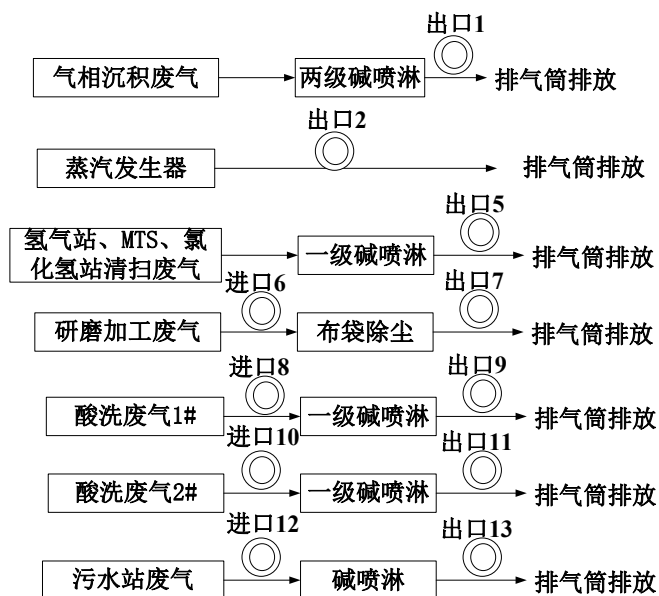 出口1
气相沉积废气
两级碱喷淋
排气筒排放
出口2
蒸汽发生器
排气筒排放
出口5
氢气站、MTS、氯
化氢站清扫废气
一级碱喷淋
排气筒排放
进口6
出口7
研磨加工废气
布袋除尘
排气筒排放
进口8
出口9
酸洗废气1#
一级碱喷淋
排气筒排放
进口10
出口11
酸洗废气2#
一级碱喷淋
排气筒排放
进口12
出口13
污水站废气
碱喷淋
排气筒排放